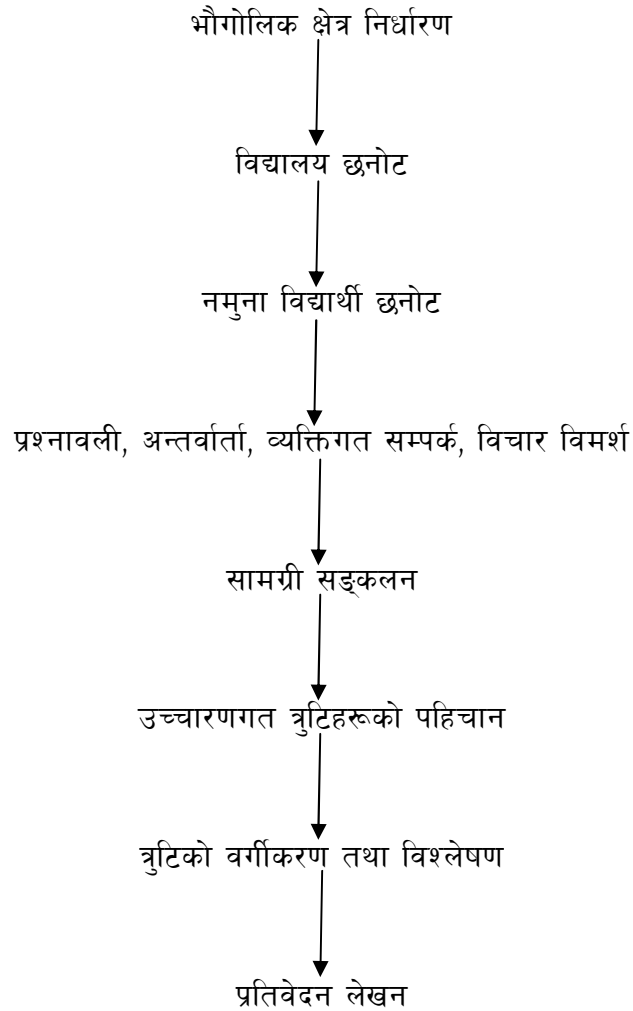 भौगोलिक क्षेत्र निर्धारण
विद्यालय छनोट
नमुना विद्यार्थी छनोट
प्रश्नावली, अन्तर्वार्ता, व्यक्तिगत सम्पर्क, विचार विमर्श
सामग्री सङ्कलन
उच्चारणगत त्रुटिहरूको पहिचान
त्रुटिको वर्गीकरण तथा विश्लेषण
प्रतिवेदन लेखन